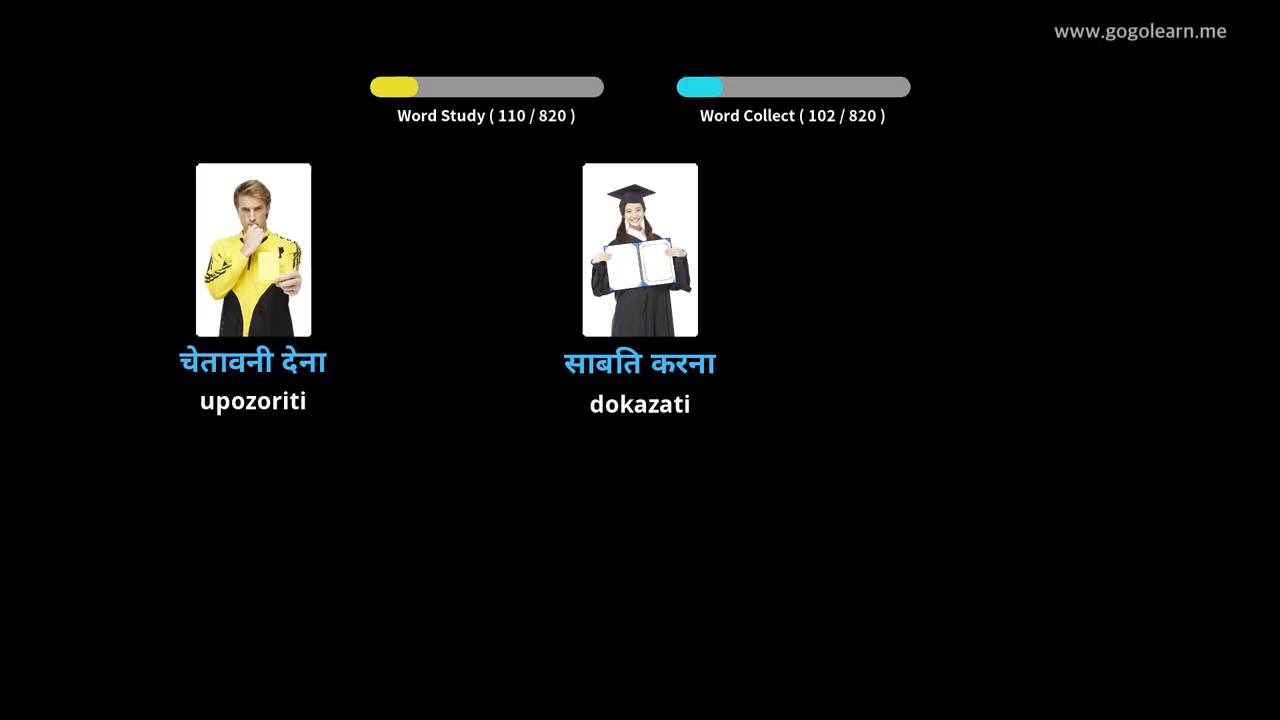 www.gogolearn.me
Word Study ( 110 / 820 )
Word Collect ( 102 / 820 )
चेतावनी देना
साबति करना
upozoriti
dokazati